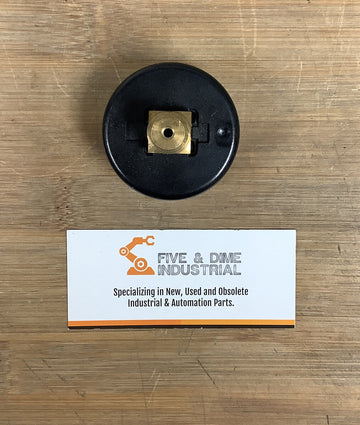 FIVE & DIME
INDUSTRIAL
Specializing in New, Used and Obsolete
Industrial & Automation Parts.